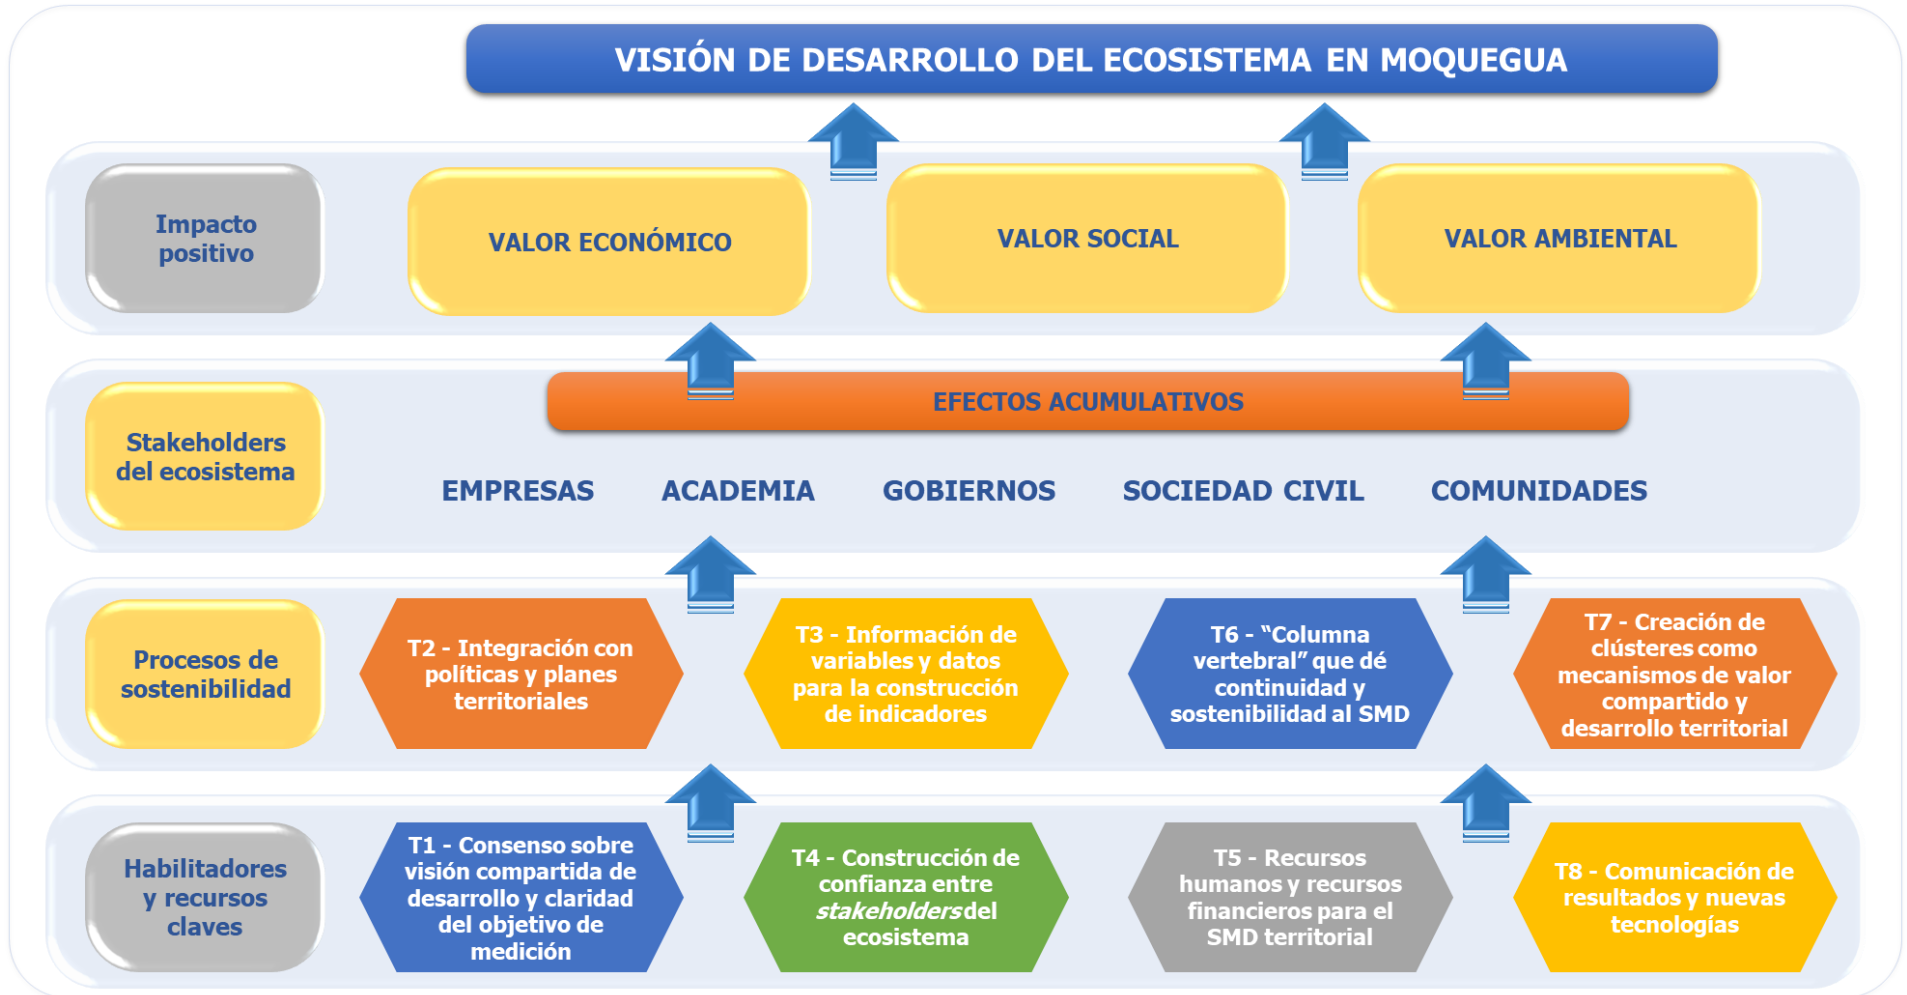 VISIÓN DE DESARROLLO DEL ECOSISTEMA EN MOQUEGUA
Impacto
positivo
VALOR ECONÓMICO
VALOR SOCIAL
VALOR AMBIENTAL
Stakeholders
del ecosistema
EFECTOS ACUMULATIVOS
EMPRESAS
ACADEMIA
GOBIERNOS
SOCIEDAD CIVIL
COMUNIDADES
Procesos de
sostenibilidad
T2 - Integración con
políticas y planes
territoriales
T3 - Información de
variables y datos
para la construcción
de indicadores
T6 - “Columna
vertebral” que dé
continuidad y
sostenibilidad al SMD
T7 - Creación de
clústeres como
mecanismos de valor
compartido y
desarrollo territorial
Habilitadores
y recursos
claves
T1 - Consenso sobre
visión compartida de
desarrollo y claridad
del objetivo de
medición
T4 - Construcción de
confianza entre
stakeholders del
ecosistema
T5 - Recursos
humanos y recursos
financieros para el
SMD territorial
T8 - Comunicación de
resultados y nuevas
tecnologías